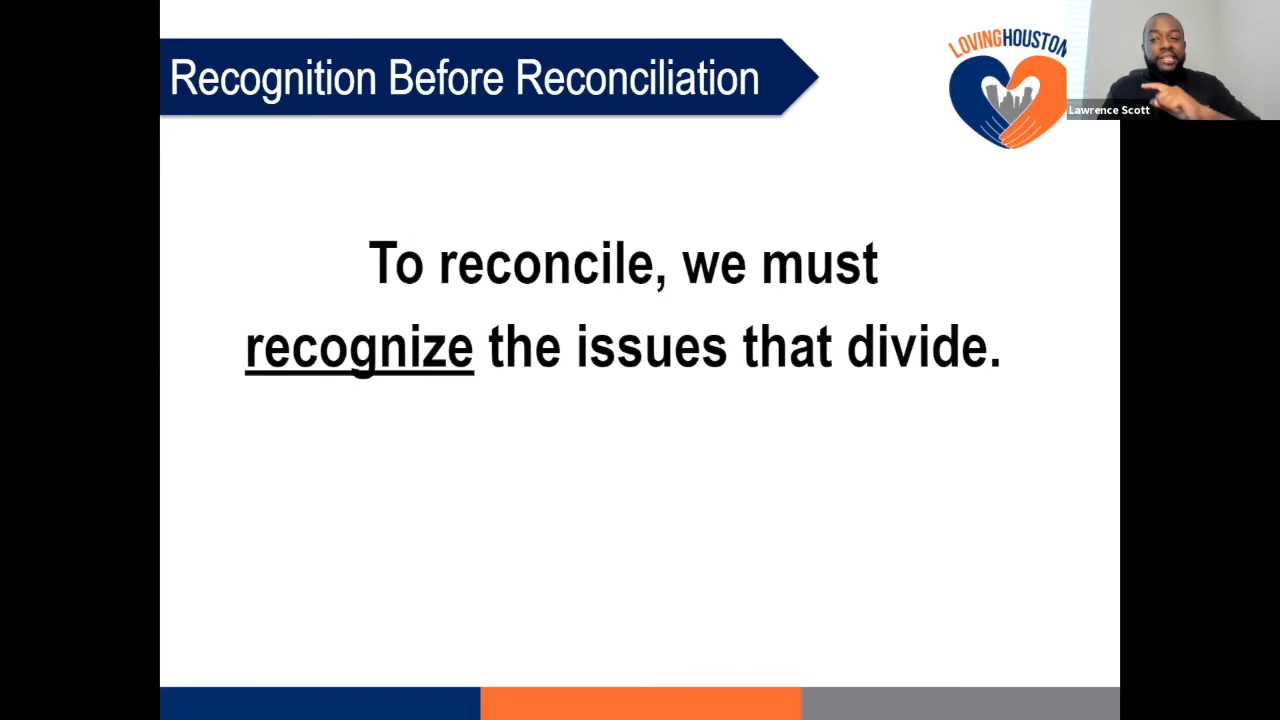 Recognition Before Reconciliation
LOVINGHOUSTON
Lawrence Scott
To reconcile, we must
recognize the issues that divide.